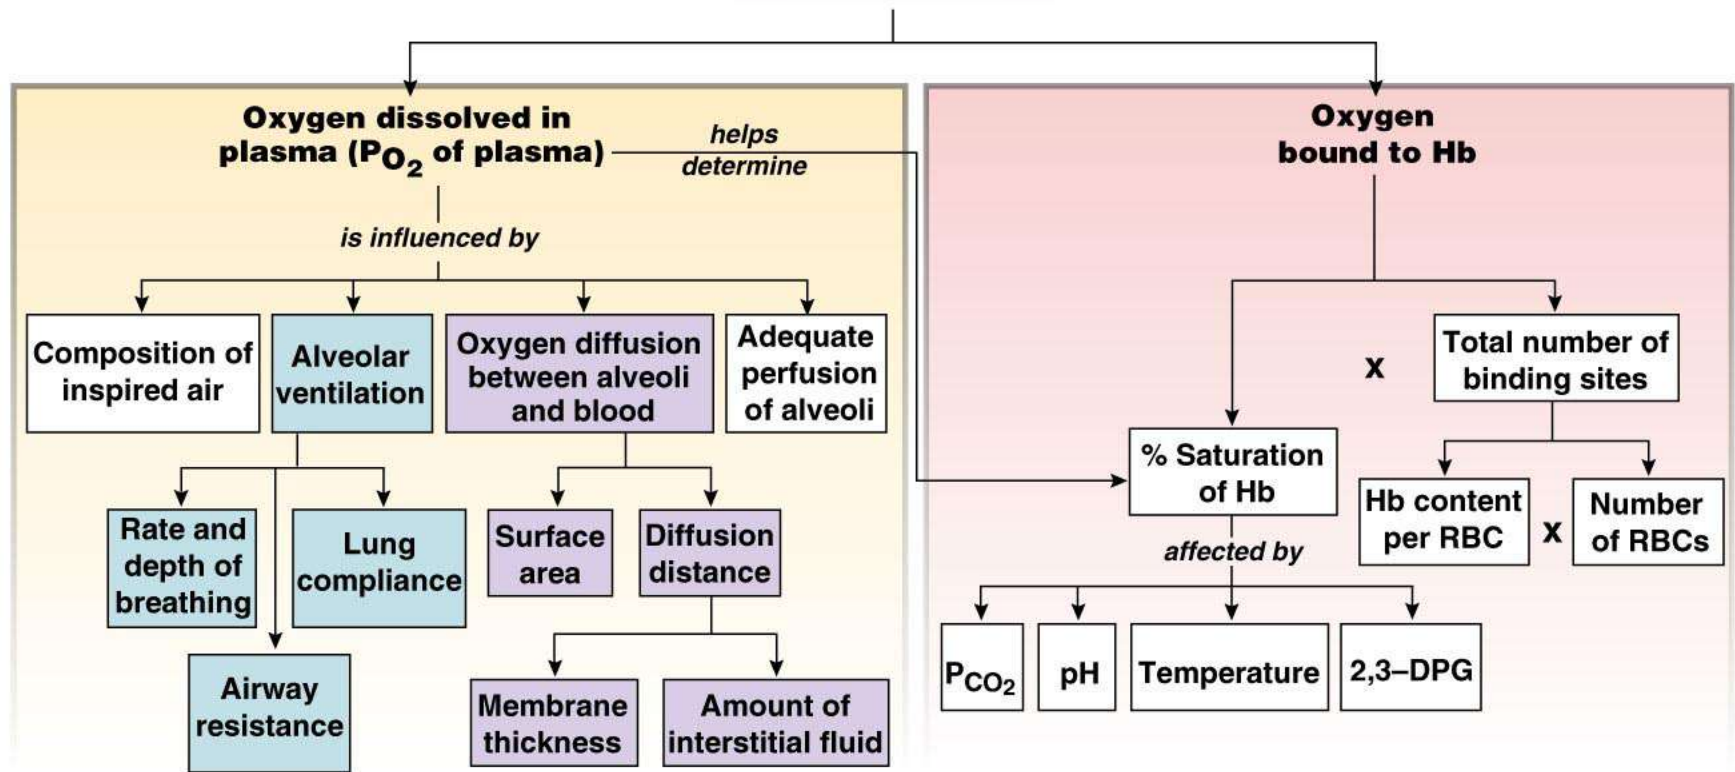 Oxygen dissolved in
plasma (PO2 of plasma)
helps
determine
is influenced by
Composition of
inspired air
Alveolar
ventilation
Oxygen diffusion
between alveoli
and blood
Adequate
perfusion
of alveoli
Rate and
depth of
breathing
Lung
compliance
Airway
resistance
Surface
area
Diffusion
distance
Membrane
thickness
Amount of
interstitial fluid
Oxygen
bound to Hb
% Saturation
of Hb
x
Total number of
binding sites
Hb content
per RBC
x
Number
of RBCs
affected by
PCO2
pH
Temperature
2,3–DPG